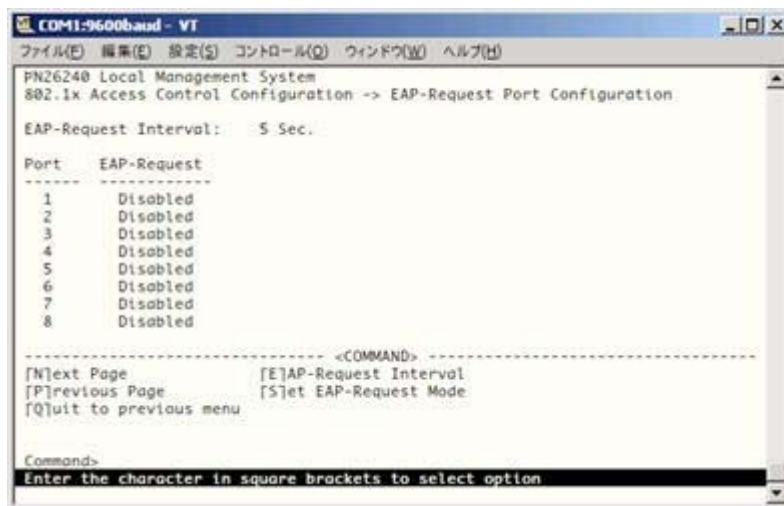 COM1:9600baud - VT
ファイル(F) 編集(E) 設定(S) コントロール(O) ウィンドウ(W) ヘルプ(H)
PN26240 Local Management System
802.1x Access Control Configuration -> EAP-Request Port Configuration
EAP-Request Interval: 5 Sec.
Port EAP-Request
------ -------------
1 Disabled
2 Disabled
3 Disabled
4 Disabled
5 Disabled
6 Disabled
7 Disabled
8 Disabled
-------------------------------- <COMMAND> -----------------------------------
[N]ext Page [E]AP-Request Interval
[P]revious Page [S]et EAP-Request Mode
[Q]uit to previous menu
Command>
Enter the character in square brackets to select option